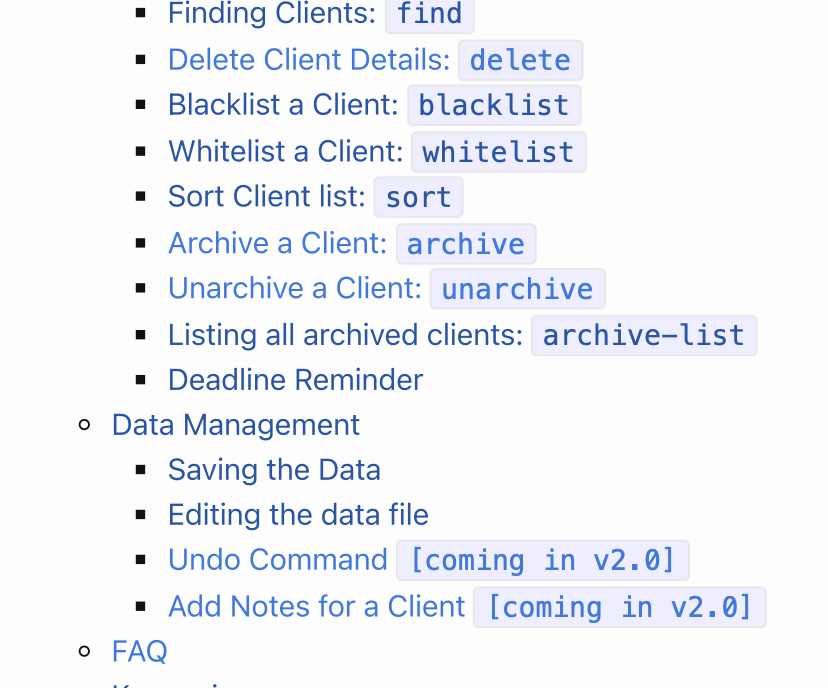 Finding Clients: find
Delete Client Details: delete
Blacklist a Client: blacklist
Whitelist a Client: whitelist
Sort Client list: sort
Archive a Client: archive
Unarchive a Client: unarchive
Listing all archived clients: archive-list
Deadline Reminder
Data Management
Saving the Data
Editing the data file
Undo Command [coming in v2.0]
Add Notes for a Client [coming in v2.0]
FAQ